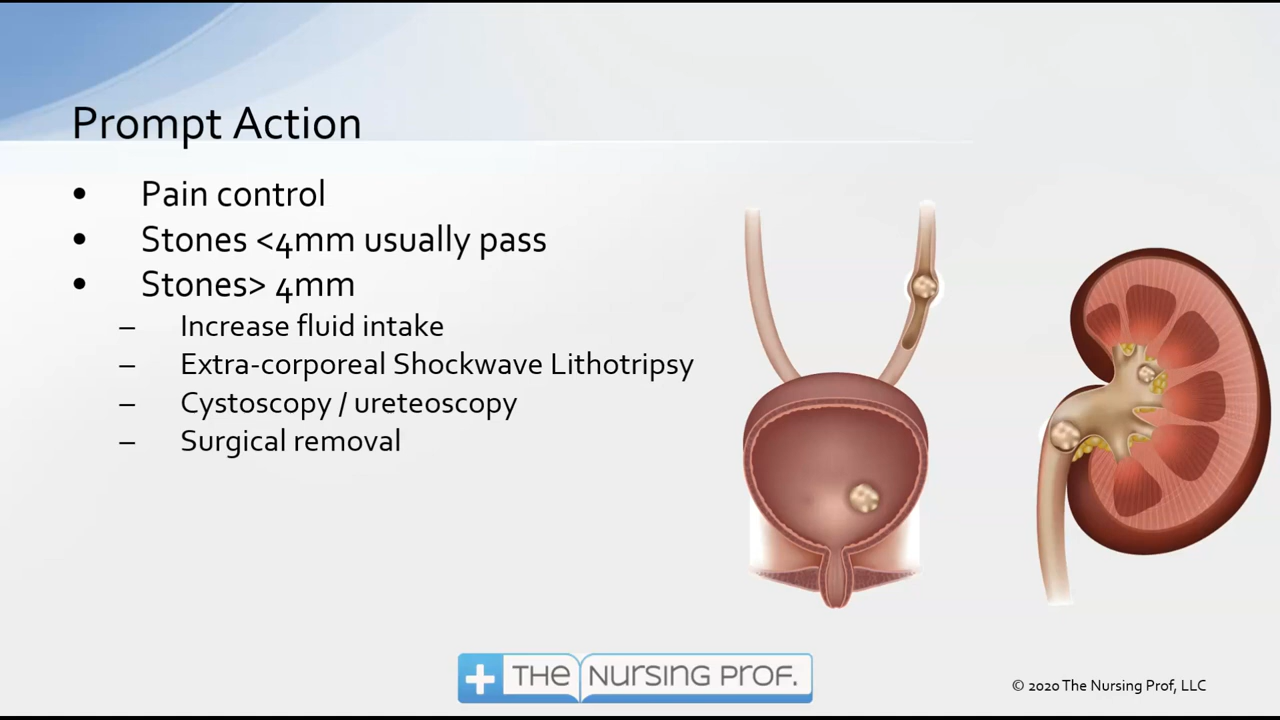 Prompt Action
• Pain control
• Stones <4mm usually pass
• Stones> 4mm
– Increase fluid intake
– Extra-corporeal Shockwave Lithotripsy
– Cystoscopy / ureteoscopy
– Surgical removal
THE NURSING PROF.
© 2020 The Nursing Prof, LLC